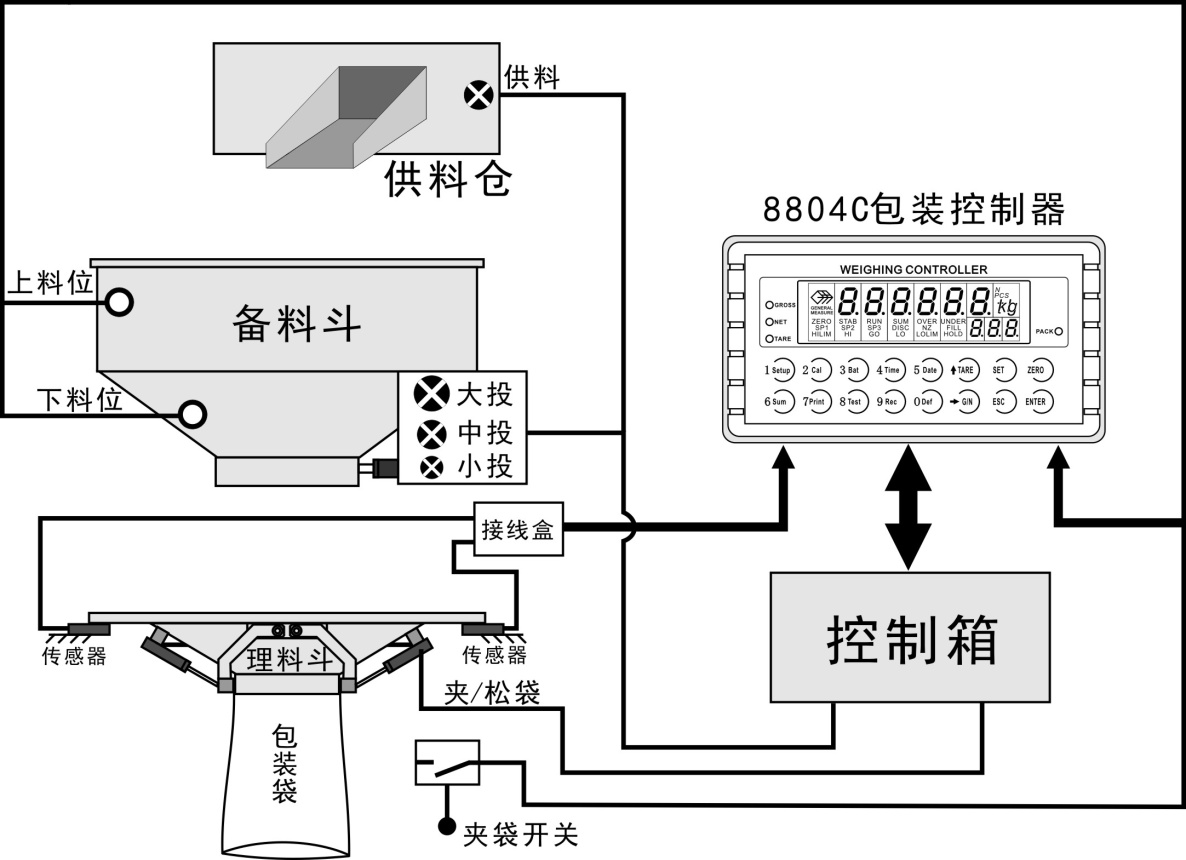 供料
供料仓
8804C包装控制器
上料位
备料斗
下料位
大投
中投
小投
WEIGHING CONTROLLER
GROSS
NET
TARE
GENERAL
MEASURE
8.8.8.8.8.8.
N
PCS
kg
ZERO STAB RUN SUM OVER UNDER
SP1 SP2 SP3 DISC NZ FILL
HILIM HI GO LO LOLIM HOLD
8.8.8.
PACK
1 Setup 2 Cal 3 Bat 4 Time 5 Date TARE SET ZERO
6 Sum 7 Print 8 Test 9 Rec 0 Def G/N ESC ENTER
接线盒
传感器
理料斗
传感器
控制箱
夹/松袋
包装袋
夹袋开关